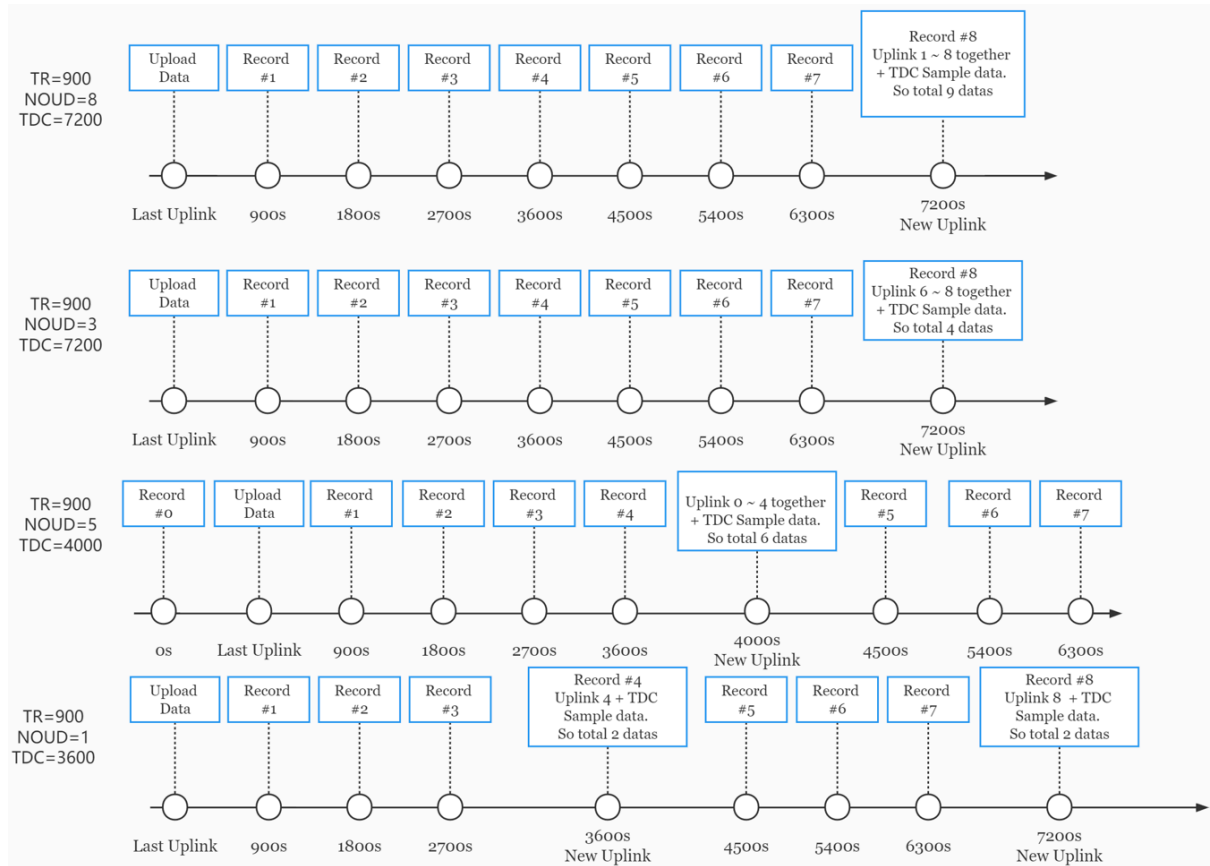 TR=900
NOUD=8
TDC=7200
Upload
Data
Record
#1
Record
#2
Record
#3
Record
#4
Record
#5
Record
#6
Record
#7
Record #8
Uplink 1 ~ 8 together
+ TDC Sample data.
So total 9 datas
Last Uplink
900s
1800s
2700s
3600s
4500s
5400s
6300s
7200s
New Uplink
TR=900
NOUD=3
TDC=7200
Upload
Data
Record
#1
Record
#2
Record
#3
Record
#4
Record
#5
Record
#6
Record
#7
Record #8
Uplink 6 ~ 8 together
+ TDC Sample data.
So total 4 datas
Last Uplink
900s
1800s
2700s
3600s
4500s
5400s
6300s
7200s
New Uplink
TR=900
NOUD=5
TDC=4000
Record
#0
Upload
Data
Record
#1
Record
#2
Record
#3
Record
#4
Uplink 0 ~ 4 together
+ TDC Sample data.
So total 6 datas
Record
#5
Record
#6
Record
#7
0s
Last Uplink
900s
1800s
2700s
3600s
4000s
New Uplink
4500s
5400s
6300s
TR=900
NOUD=1
TDC=3600
Upload
Data
Record
#1
Record
#2
Record
#3
Record #4
Uplink 4 + TDC
Sample data.
So total 2 datas
Record
#5
Record
#6
Record
#7
Record #8
Uplink 8 + TDC
Sample data.
So total 2 datas
Last Uplink
900s
1800s
2700s
3600s
New Uplink
4500s
5400s
6300s
7200s
New Uplink